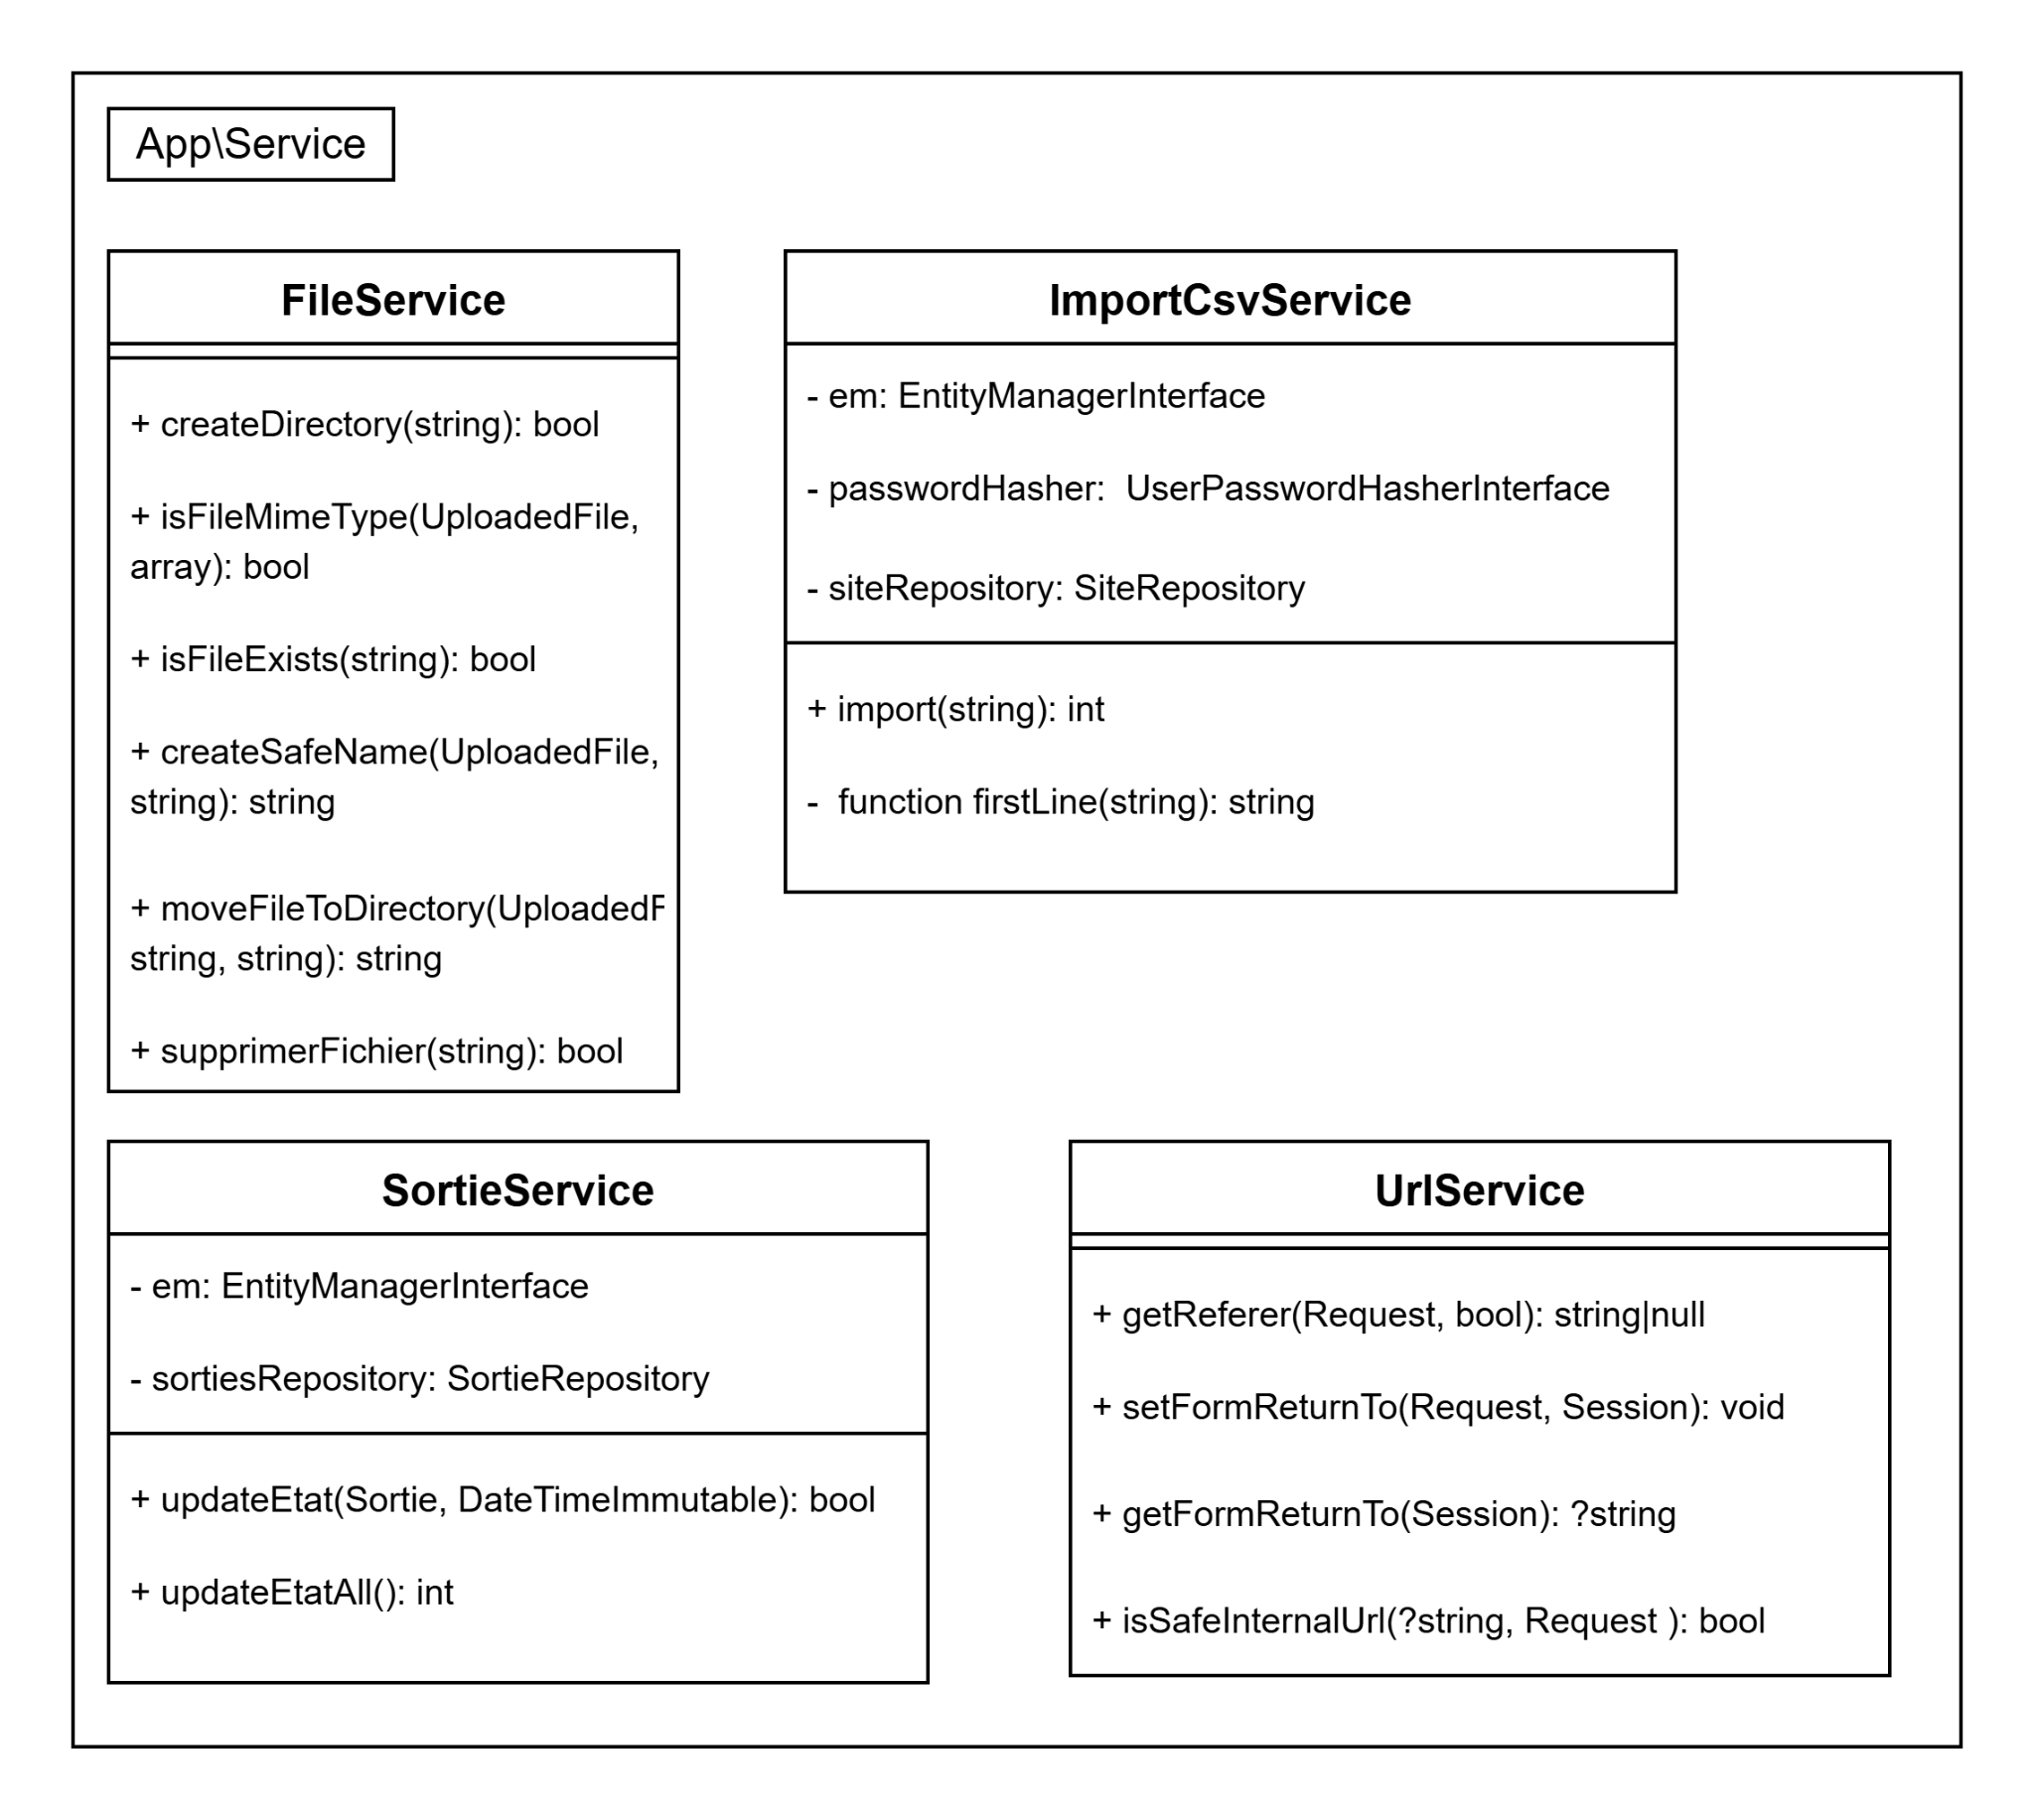 App\Service
FileService
+ createDirectory(string): bool
+ isFileMimeType(UploadedFile,
array): bool
+ isFileExists(string): bool
+ createSafeName(UploadedFile,
string): string
+ moveFileToDirectory(UploadedF
string, string): string
+ supprimerFichier(string): bool
ImportCsvService
- em: EntityManagerInterface
- passwordHasher:  UserPasswordHasherInterface
- siteRepository: SiteRepository
+ import(string): int
-  function firstLine(string): string
SortieService
- em: EntityManagerInterface
- sortiesRepository: SortieRepository
+ updateEtat(Sortie, DateTimeImmutable): bool
+ updateEtatAll(): int
UrlService
+ getReferer(Request, bool): string|null
+ setFormReturnTo(Request, Session): void
+ getFormReturnTo(Session): ?string
+ isSafeInternalUrl(?string, Request ): bool